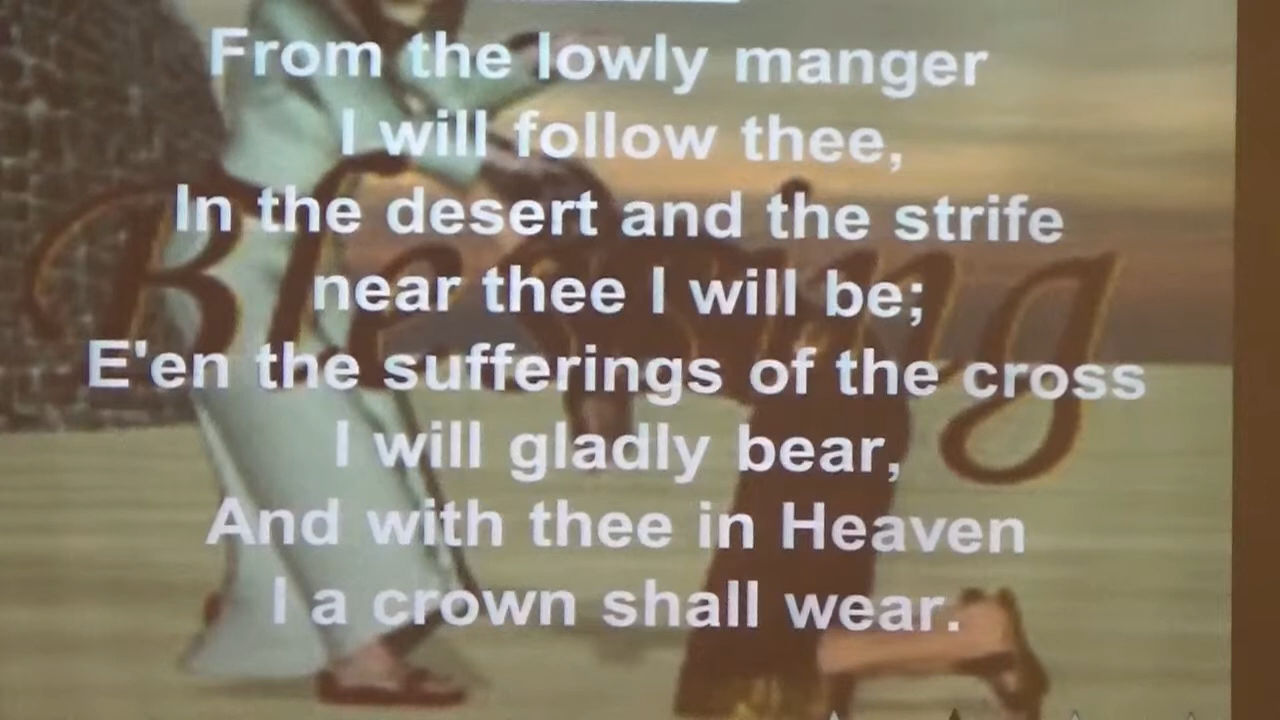 From the lowly manger
I will follow thee,
In the desert and the strife
near thee I will be;
E'en the sufferings of the cross
I will gladly bear,
And with thee in Heaven
I a crown shall wear.
Blessing